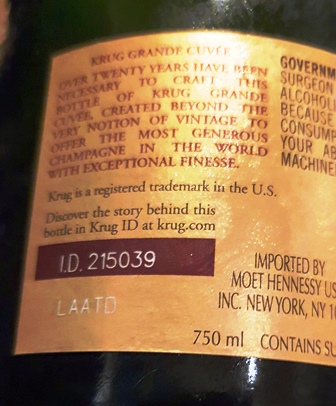 KRUG GRANDE CUVÉE
OVER TWENTY YEARS HAVE BEEN
NECESSARY TO CRAFT THIS
BOTTLE OF KRUG GRANDE
CUVÉE. CREATED BEYOND THE
VERY NOTION OF VINTAGE TO
OFFER THE MOST GENEROUS
CHAMPAGNE IN THE WORLD
WITH EXCEPTIONAL FINESSE.
Krug is a registered trademark in the U.S.
Discover the story behind this
bottle in Krug ID at krug.com
I.D. 215039
LAATD
GOVERNM
SURGEON
ALCOHOL
BECAUSE
CONSUM
YOUR AB
MACHINE
IMPORTED BY
MOET HENNESSY US
INC. NEW YORK, NY 10
750 ml CONTAINS SU